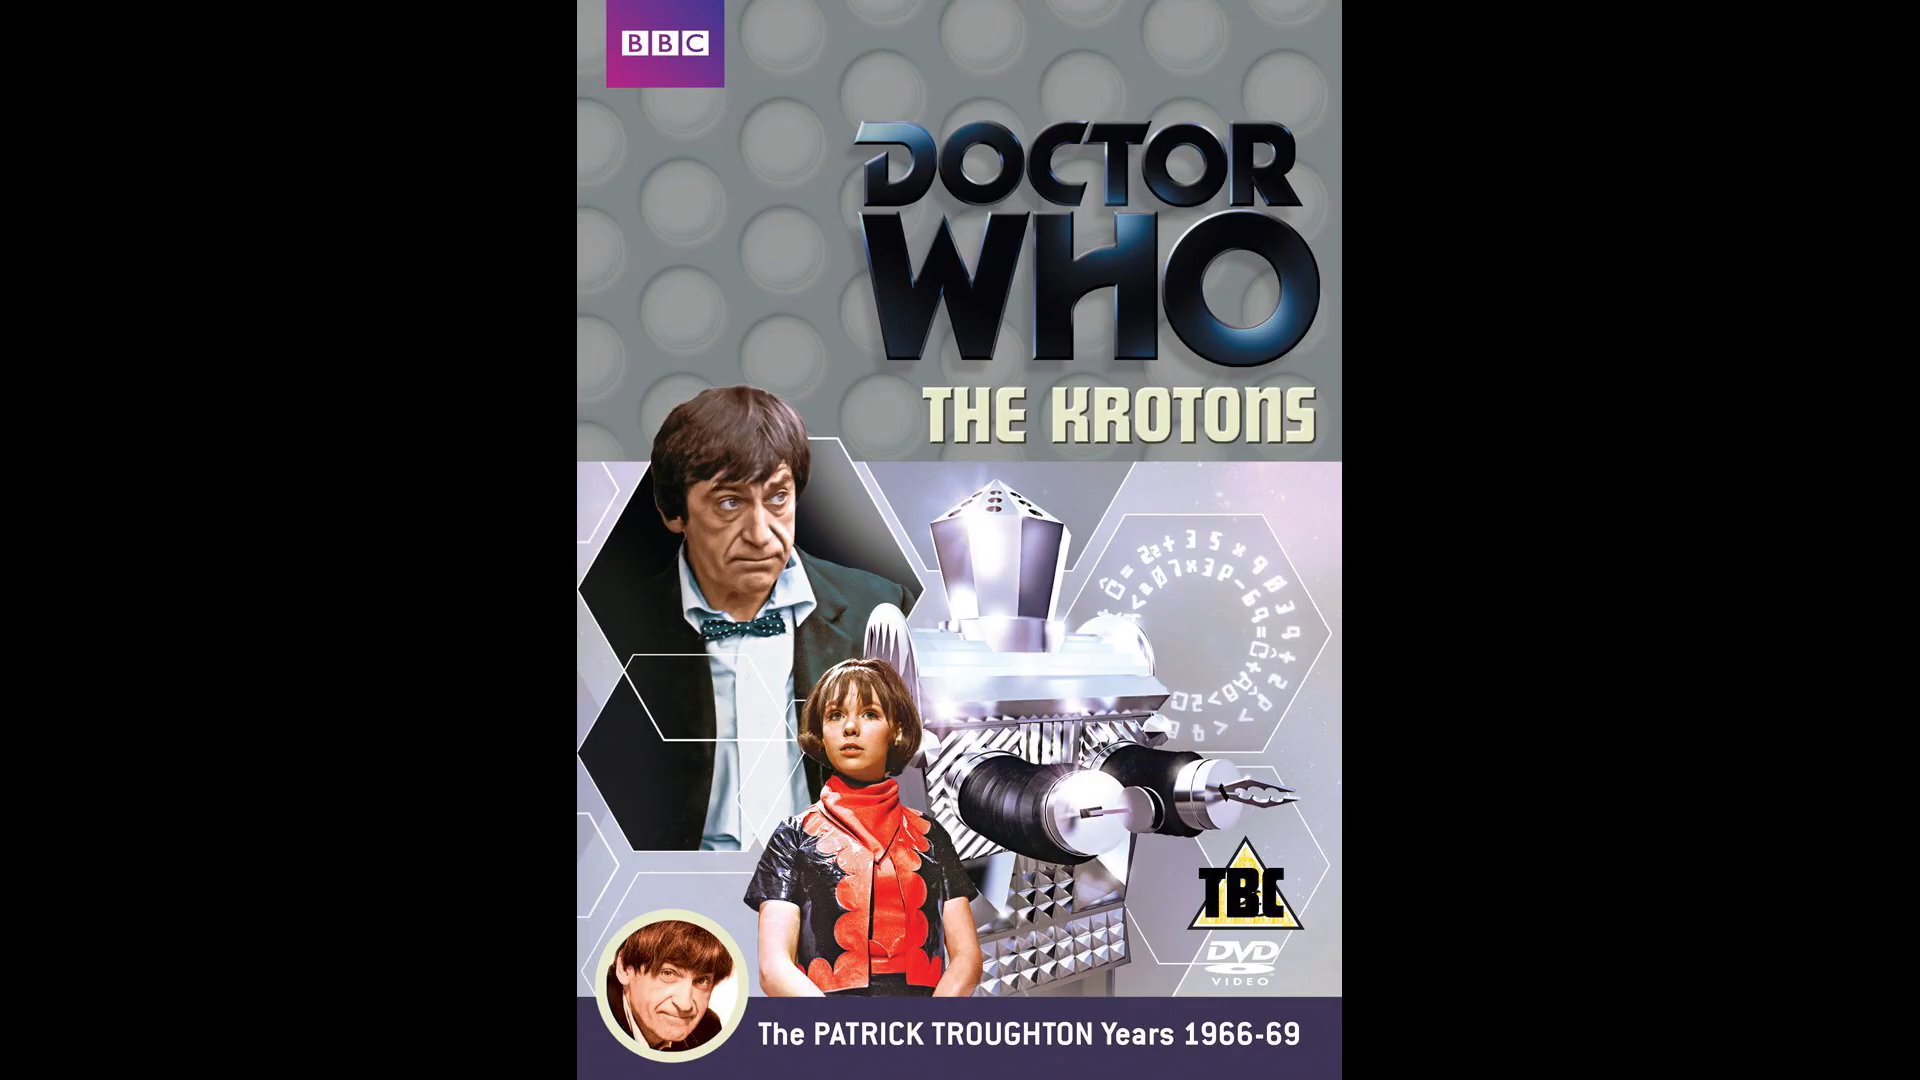 BBC
DOCTOR
WHO
THE KROTONS
TBC
DVD
VIDEO
The PATRICK TROUGHTON Years 1966-69